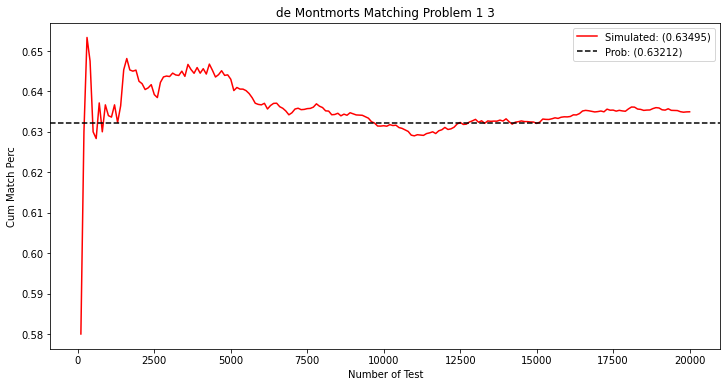 de Montmorts Matching Problem 1 3
Simulated: (0.63495)
Prob: (0.63212)
Cum Match Perc
0.65
0.64
0.63
0.62
0.61
0.60
0.59
0.58
0 2500 5000 7500 10000 12500 15000 17500 20000
Number of Test